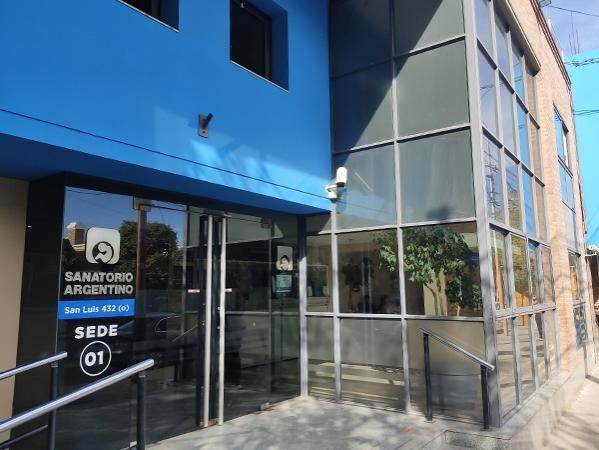 SANATORIO
ARGENTINO
San Luis 432 (o)
SEDE
01